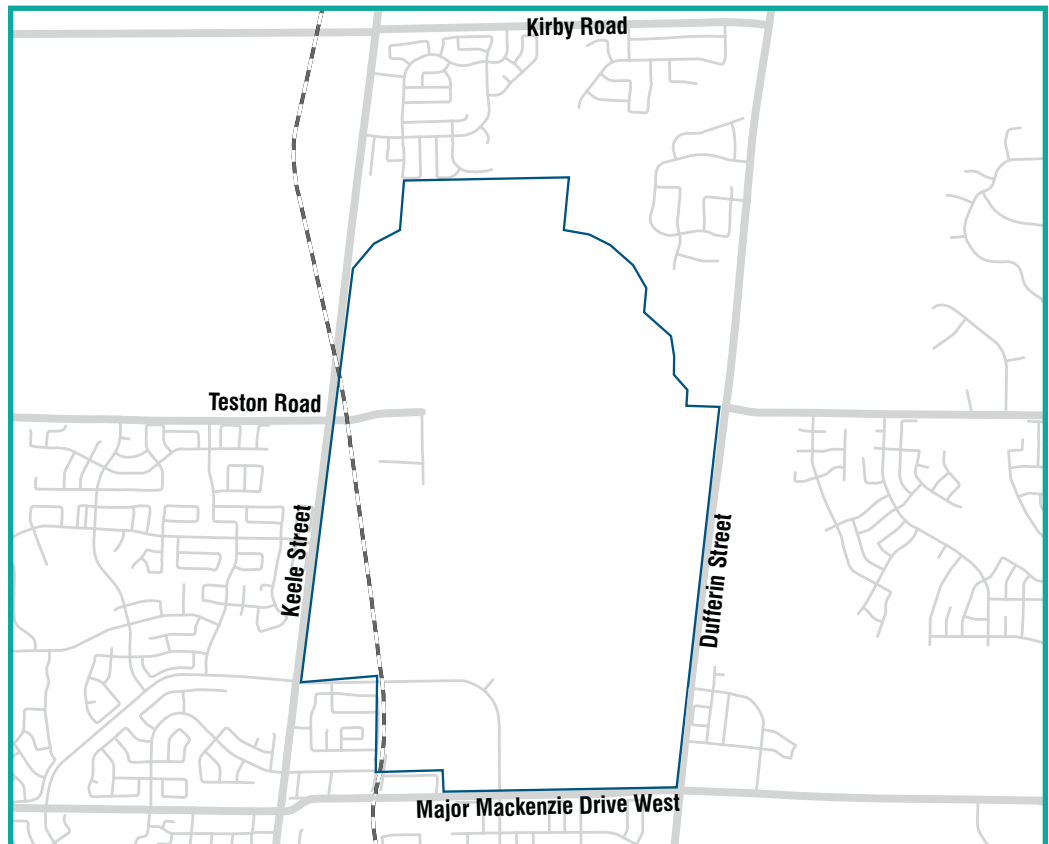 Kirby Road
Teston Road
Keele Street
Dufferin Street
Major Mackenzie Drive West